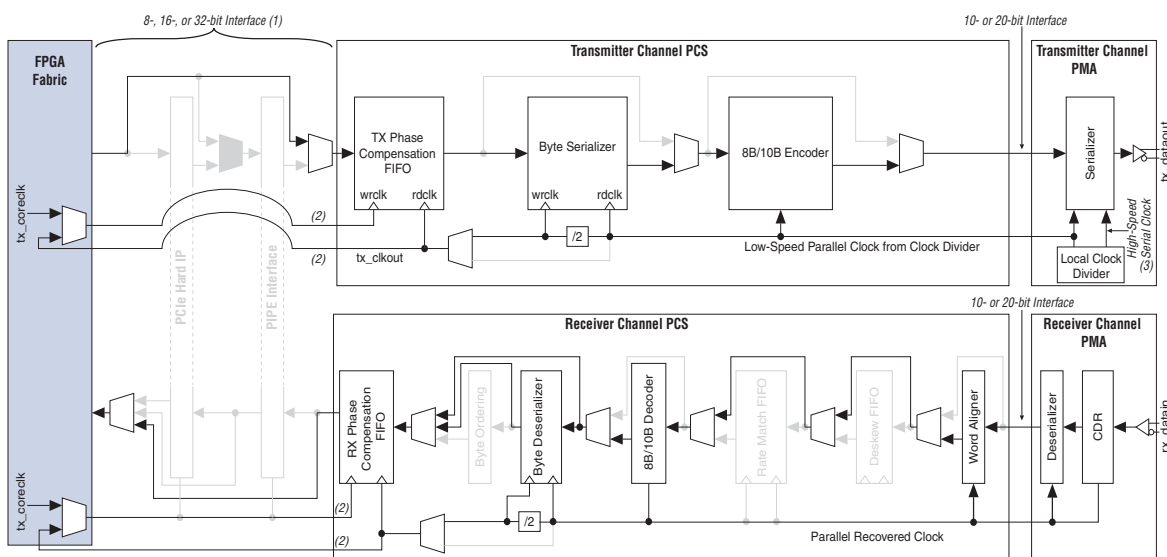 8-, 16-, or 32-bit Interface (1)
10- or 20-bit Interface
FPGA
Fabric
Transmitter Channel PCS
Transmitter Channel
PMA
TX Phase
Compensation
FIFO
wrclk
rdclk
Byte Serializer
wrclk
rdclk
8B/10B Encoder
Serializer
tx_dataout
tx_coreclk
(2)
(2)
tx_clkout
/2
Low-Speed Parallel Clock from Clock Divider
High-Speed
Serial Clock
(3)
Local Clock
Divider
PCIe Hard IP
PIPE Interface
10- or 20-bit Interface
Receiver Channel PCS
Receiver Channel
PMA
RX Phase
Compensation
FIFO
Byte Ordering
Byte Deserializer
8B/10B Decoder
Rate Match FIFO
Deskew FIFO
Word Aligner
Deserializer
CDR
rx_datain
tx_coreclk
(2)
(2)
/2
Parallel Recovered Clock